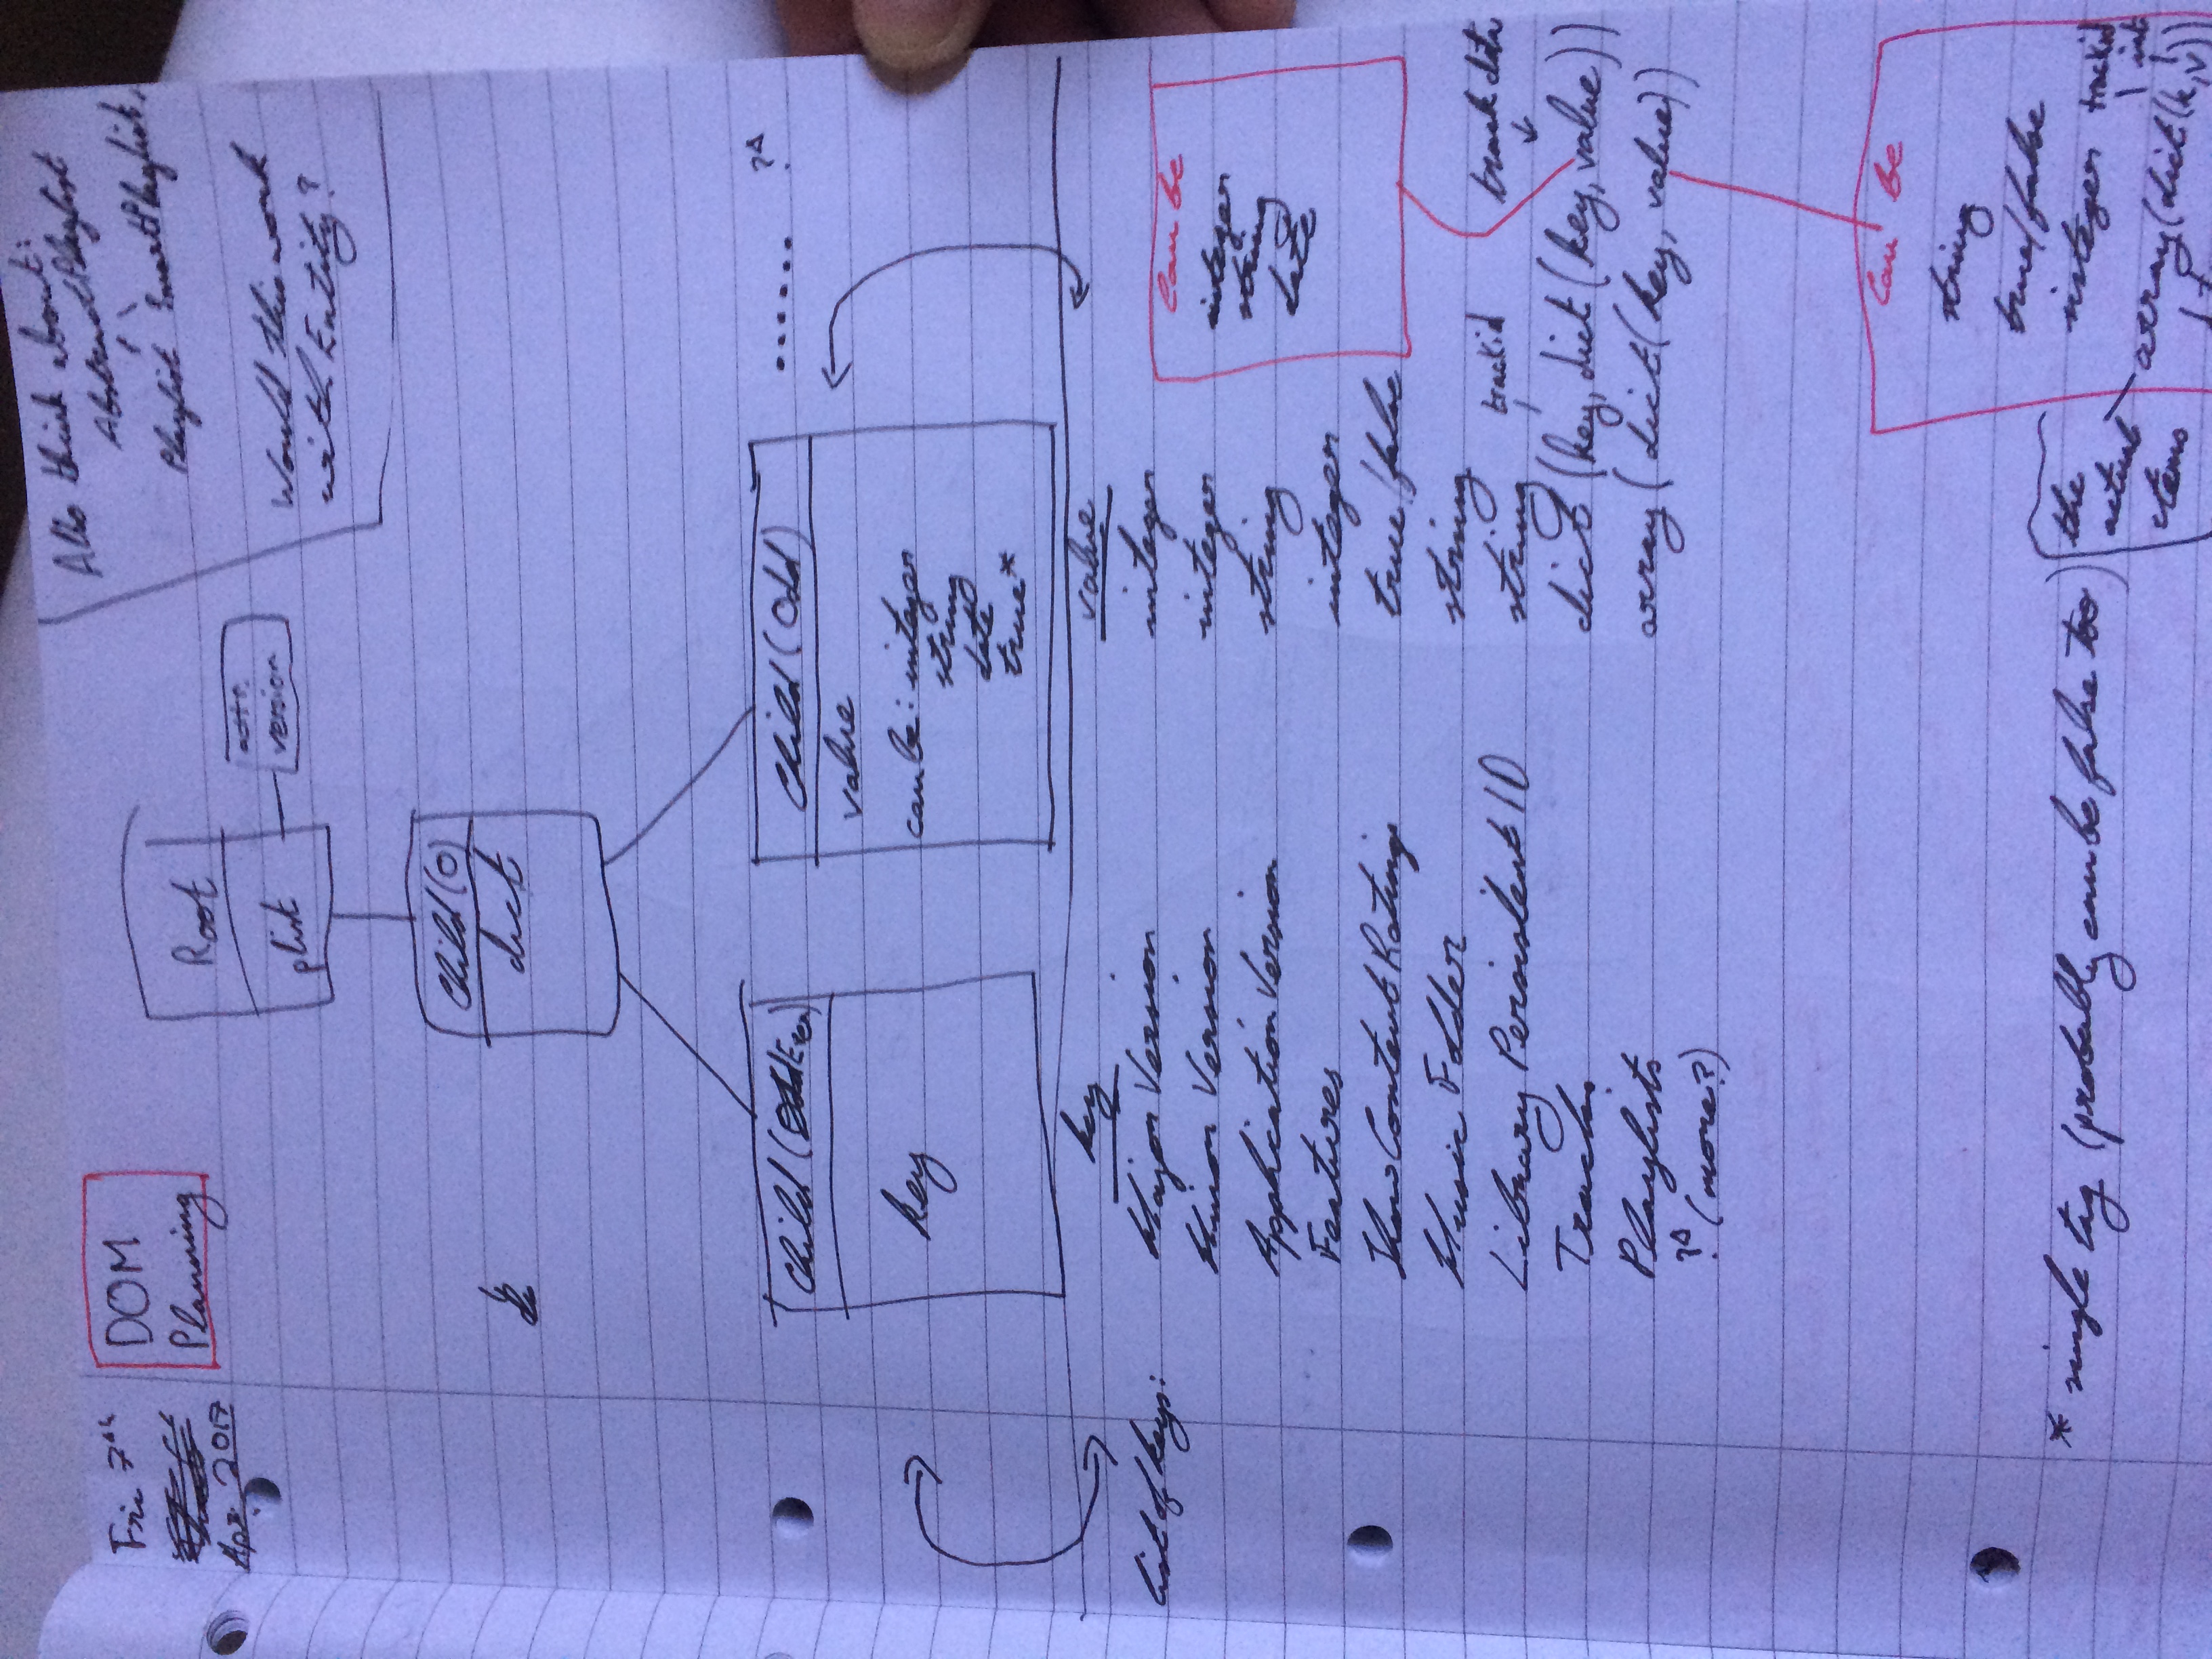 Fri 7th
Apr 2017
DOM
Planning
Also think about:
AbstractPlaylist
Playlist SmartPlaylist.
Would this work
with Entity?
Root
plist
attr.
version
Child(0)
dict
Child(Even)
key
Child(Odd)
value
can be: integer
string
date
true*
...... ?△
key value
list of keys:
Major Version integer
Minor Version integer
Application Version string
Features integer
Show Content Ratings true/false
Music Folder string
Library Persistent ID string
Tracks dict (key, dict (key, value))
Playlists array (dict (key, value))
?△ (more?)
trackid
track data
can be
integer
string
date
Can be
string
true/false
integer
trackid
int
array(dict(k,v))
the
actual
items
* single tag (probably can be false too)